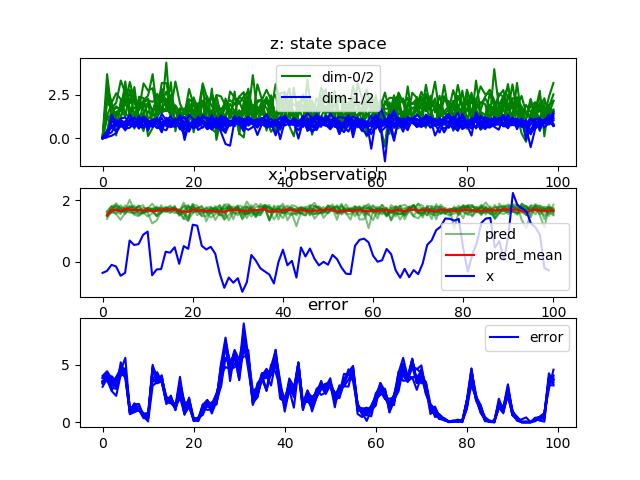 z: state space
2.5
0.0
dim-0/2
dim-1/2
0 20 40 60 80 100
x: observation
2
0
pred
pred_mean
x
0 20 40 60 80 100
error
5
0
error
0 20 40 60 80 100